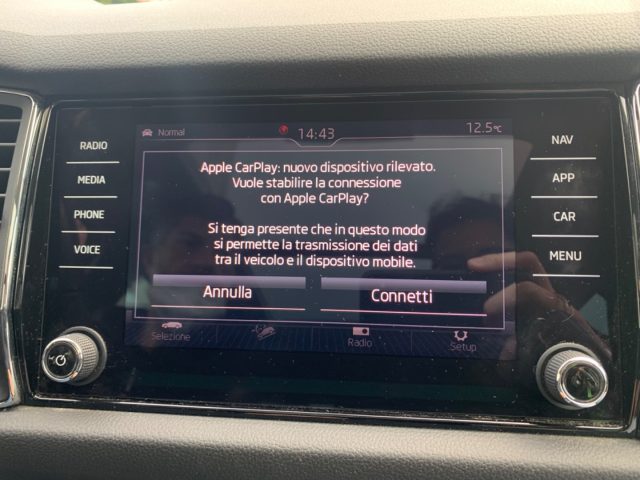 RADIO
MEDIA
PHONE
VOICE
Normal
14:43
12.5°C
Apple CarPlay: nuovo dispositivo rilevato.
Vuole stabilire la connessione
con Apple CarPlay?
Si tenga presente che in questo modo
si permette la trasmissione dei dati
tra il veicolo e il dispositivo mobile.
Annulla
Connetti
Selezione
Radio
Setup
NAV
APP
CAR
MENU